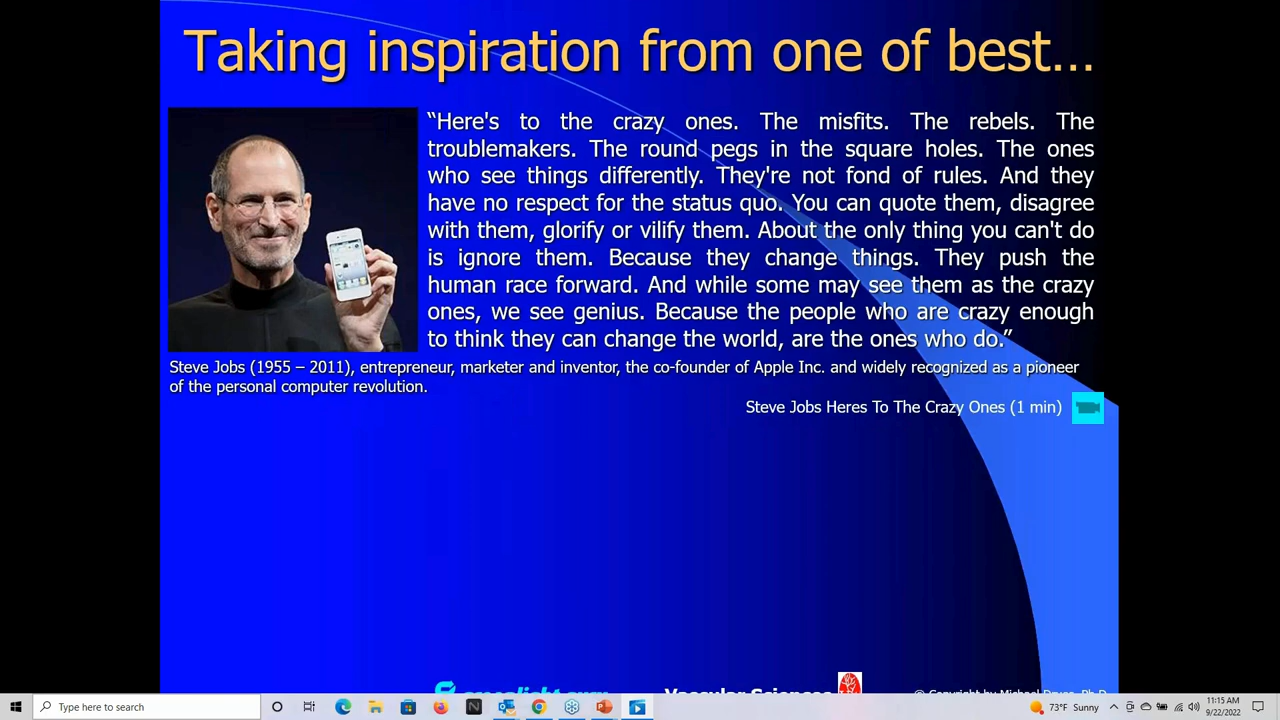 Taking inspiration from one of best...
“Here's to the crazy ones. The misfits. The rebels. The
troublemakers. The round pegs in the square holes. The ones
who see things differently. They're not fond of rules. And they
have no respect for the status quo. You can quote them, disagree
with them, glorify or vilify them. About the only thing you can't do
is ignore them. Because they change things. They push the
human race forward. And while some may see them as the crazy
ones, we see genius. Because the people who are crazy enough
to think they can change the world, are the ones who do.”
Steve Jobs (1955 – 2011), entrepreneur, marketer and inventor, the co-founder of Apple Inc. and widely recognized as a pioneer
of the personal computer revolution.
Steve Jobs Heres To The Crazy Ones (1 min)
Vascular Sciences
© Copyright by Michael
Type here to search
73°F Sunny
11:15 AM
9/22/2022